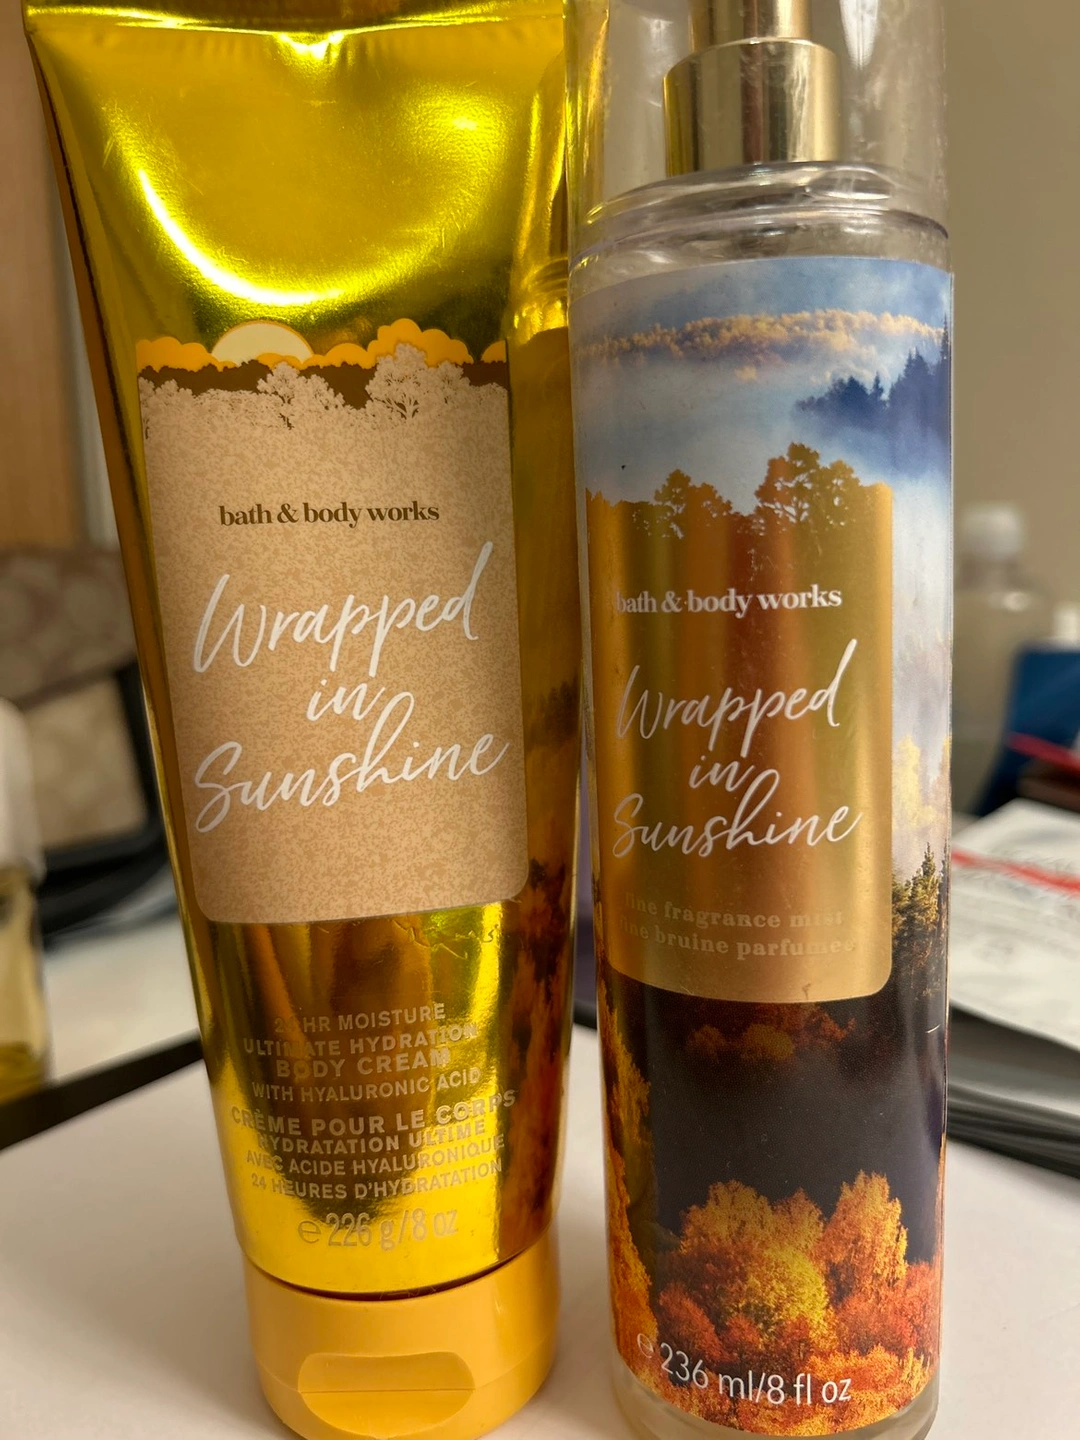 bath & body works
Wrapped
in
Sunshine
24 HR MOISTURE
ULTIMATE HYDRATION
BODY CREAM
WITH HYALURONIC ACID
CRÈME POUR LE CORPS
HYDRATATION ULTIME
AVEC ACIDE HYALURONIQUE
24 HEURES D'HYDRATATION
℮ 226 g/8 oz
bath & body works
Wrapped
in
Sunshine
fine fragrance mist
fine bruine parfumée
℮ 236 ml/8 fl oz